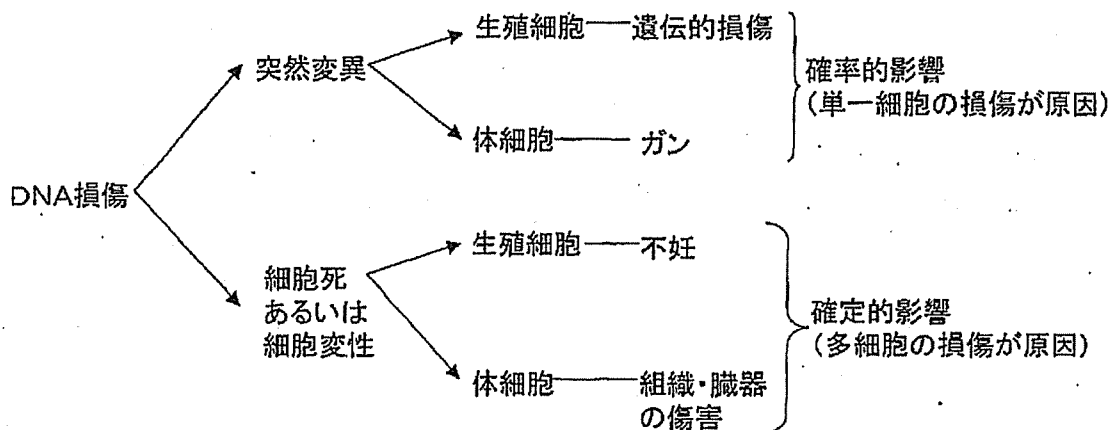 生殖細胞―遺伝的損傷
突然変異
確率的影響
(単一細胞の損傷が原因)
体細胞―ガン
DNA損傷
生殖細胞―不妊
細胞死
あるいは
細胞変性
確定的影響
(多細胞の損傷が原因)
体細胞―組織・臓器
の傷害